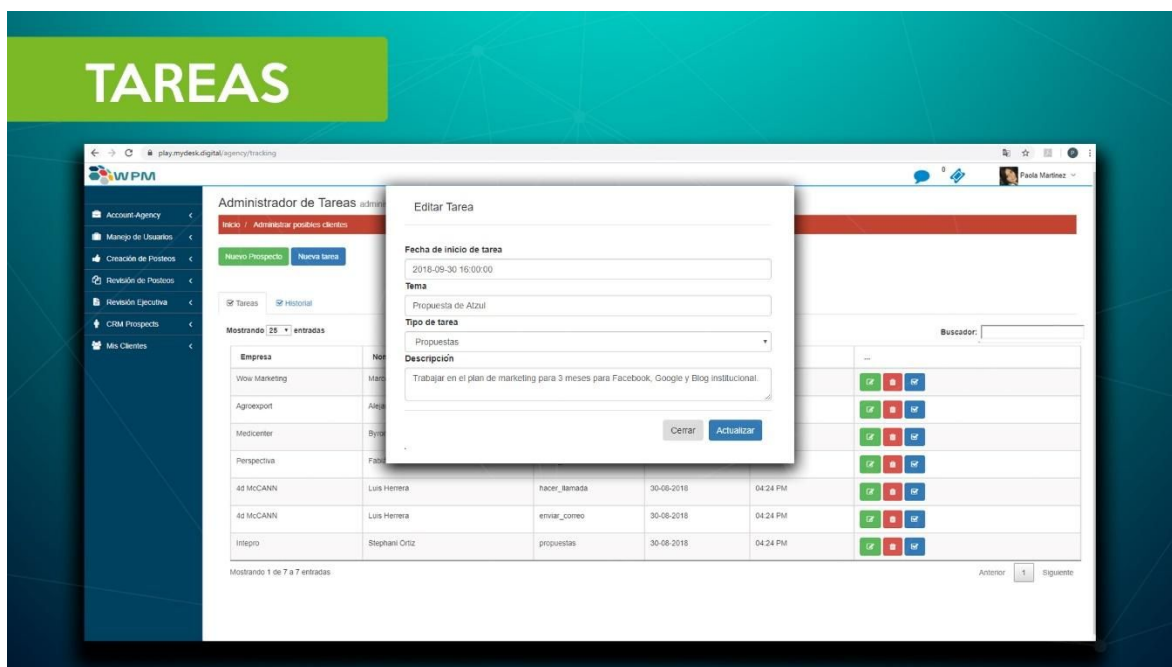 TAREAS
play.mydesk.digital/agency/tracking
WPM
0
Paola Martinez
Account-Agency
Manejo de Usuarios
Creación de Posteos
Revisión de Posteos
Revisión Ejecutiva
CRM Prospects
Mis Clientes
Administrador de Tareas
Inicio / Administrar posibles clientes
Nuevo Prospecto Nueva tarea
Tareas Historial
Mostrando 25 entradas
Buscador:
Editar Tarea
Fecha de inicio de tarea
2018-09-30 16:00:00
Tema
Propuesta de Atzul
Tipo de tarea
Propuestas
Descripción
Trabajar en el plan de marketing para 3 meses para Facebook, Google y Blog institucional.
Cerrar Actualizar
Empresa ...
Wow Marketing
Agroexport
Medicenter
Perspectiva
4d McCANN Luis Herrera hacer_llamada 30-08-2018 04:24 PM
4d McCANN Luis Herrera enviar_correo 30-08-2018 04:24 PM
Intepro Stephani Ortiz propuestas 30-08-2018 04:24 PM
Mostrando 1 de 7 a 7 entradas
Anterior 1 Siguiente